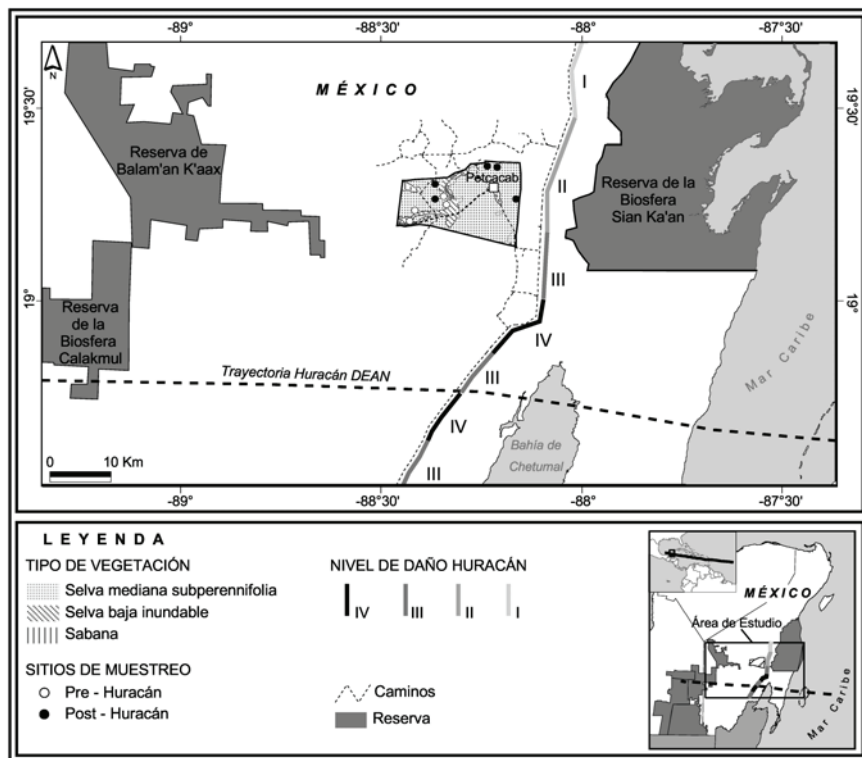 -89°
-88°30'
-88°
-87°30'
N
MÉXICO
I
19°30'
19°30'
Reserva de
Balam'an K'aax
Petcacab
II
Reserva de la
Biosfera
Sian Ka'an
III
19°
19°
Reserva
de la
Biosfera
Calakmul
IV
Mar Caribe
Trayectoria Huracán DEAN
III
IV
Bahía de
Chetumal
0 10 Km
III
-89°
-88°30'
-88°
-87°30'
LEYENDA
TIPO DE VEGETACIÓN
Selva mediana subperennifolia
Selva baja inundable
Sabana
SITIOS DE MUESTREO
Pre - Huracán
Post - Huracán
NIVEL DE DAÑO HURACÁN
IV III II I
Caminos
Reserva
MÉXICO
Área de Estudio
Mar Caribe